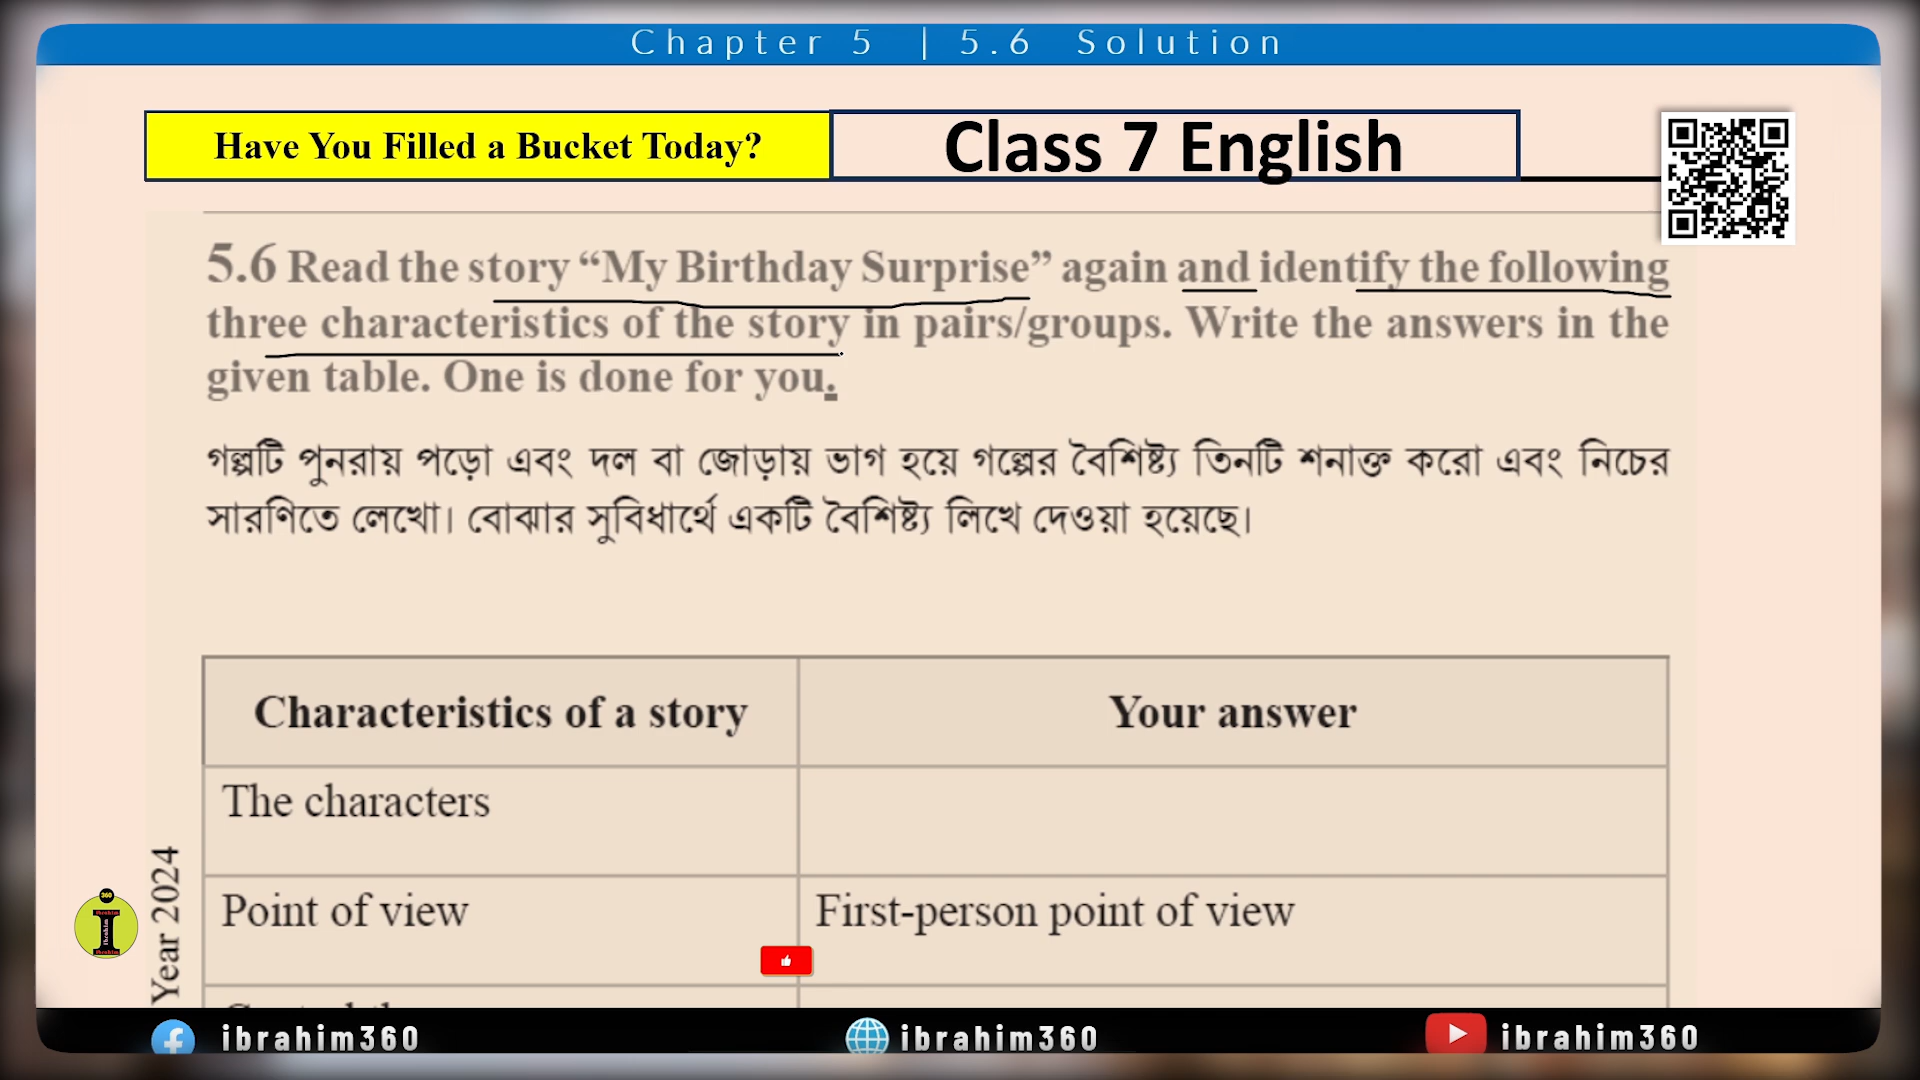 Chapter 5 | 5.6 Solution
Have You Filled a Bucket Today?
Class 7 English
5.6 Read the story “My Birthday Surprise” again and identify the following
three characteristics of the story in pairs/groups. Write the answers in the
given table. One is done for you.
গল্পটি পুনরায় পড়ো এবং দল বা জোড়ায় ভাগ হয়ে গল্পের বৈশিষ্ট্য তিনটি শনাক্ত করো এবং নিচের
সারণিতে লেখো। বোঝার সুবিধার্থে একটি বৈশিষ্ট্য লিখে দেওয়া হয়েছে।
Characteristics of a story Your answer
The characters
Point of view First-person point of view
Year 2024
360
ibrahim
ibrahim
ibrahim
ibrahim360 ibrahim360 ibrahim360